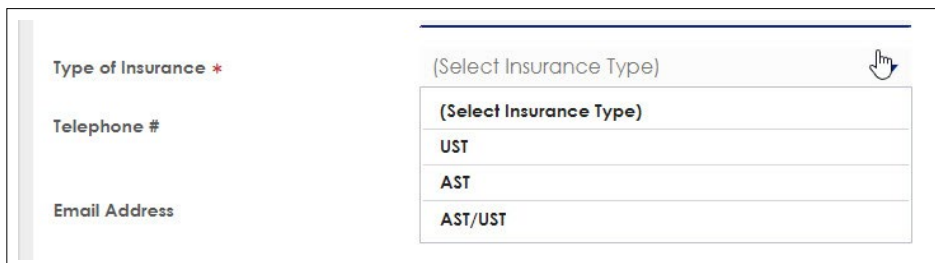 Type of Insurance *
(Select Insurance Type)
(Select Insurance Type)
Telephone #
UST
AST
Email Address
AST/UST